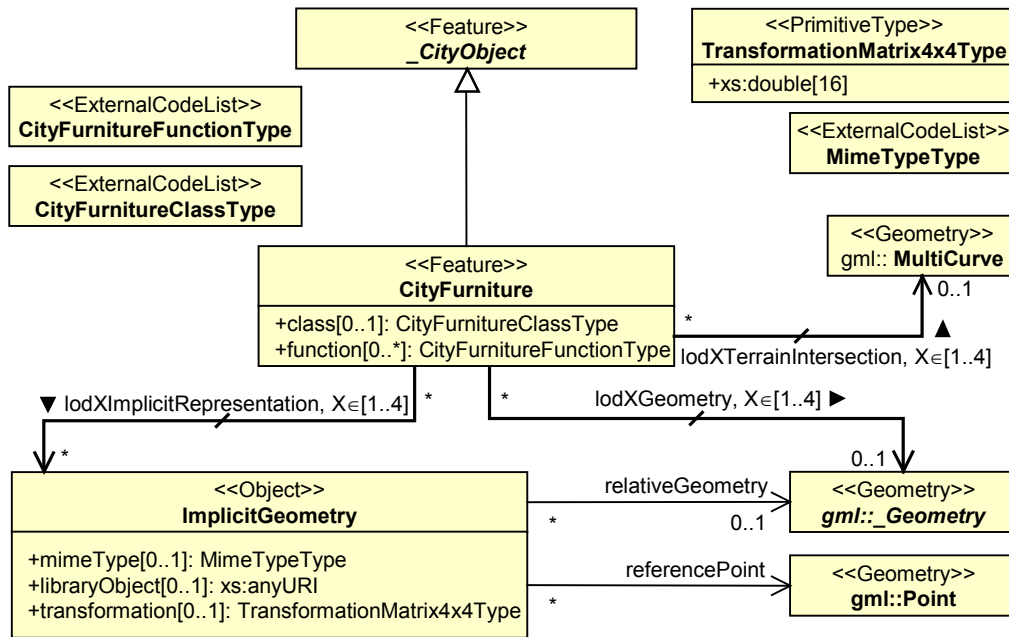 <<Feature>>
_CityObject
<<PrimitiveType>>
TransformationMatrix4x4Type
+xs:double[16]
<<ExternalCodeList>>
CityFurnitureFunctionType
<<ExternalCodeList>>
MimeTypeType
<<ExternalCodeList>>
CityFurnitureClassType
<<Geometry>>
gml:: MultiCurve
0..1
<<Feature>>
CityFurniture
+class[0..1]: CityFurnitureClassType
+function[0..*]: CityFurnitureFunctionType
*
lodXTerrainIntersection, X∈[1..4] ▲
▼ lodXImplicitRepresentation, X∈[1..4]
*
*
lodXGeometry, X∈[1..4] ►
*
0..1
<<Object>>
ImplicitGeometry
+mimeType[0..1]: MimeTypeType
+libraryObject[0..1]: xs:anyURI
+transformation[0..1]: TransformationMatrix4x4Type
relativeGeometry
*
0..1
<<Geometry>>
gml::_Geometry
referencePoint
*
<<Geometry>>
gml::Point